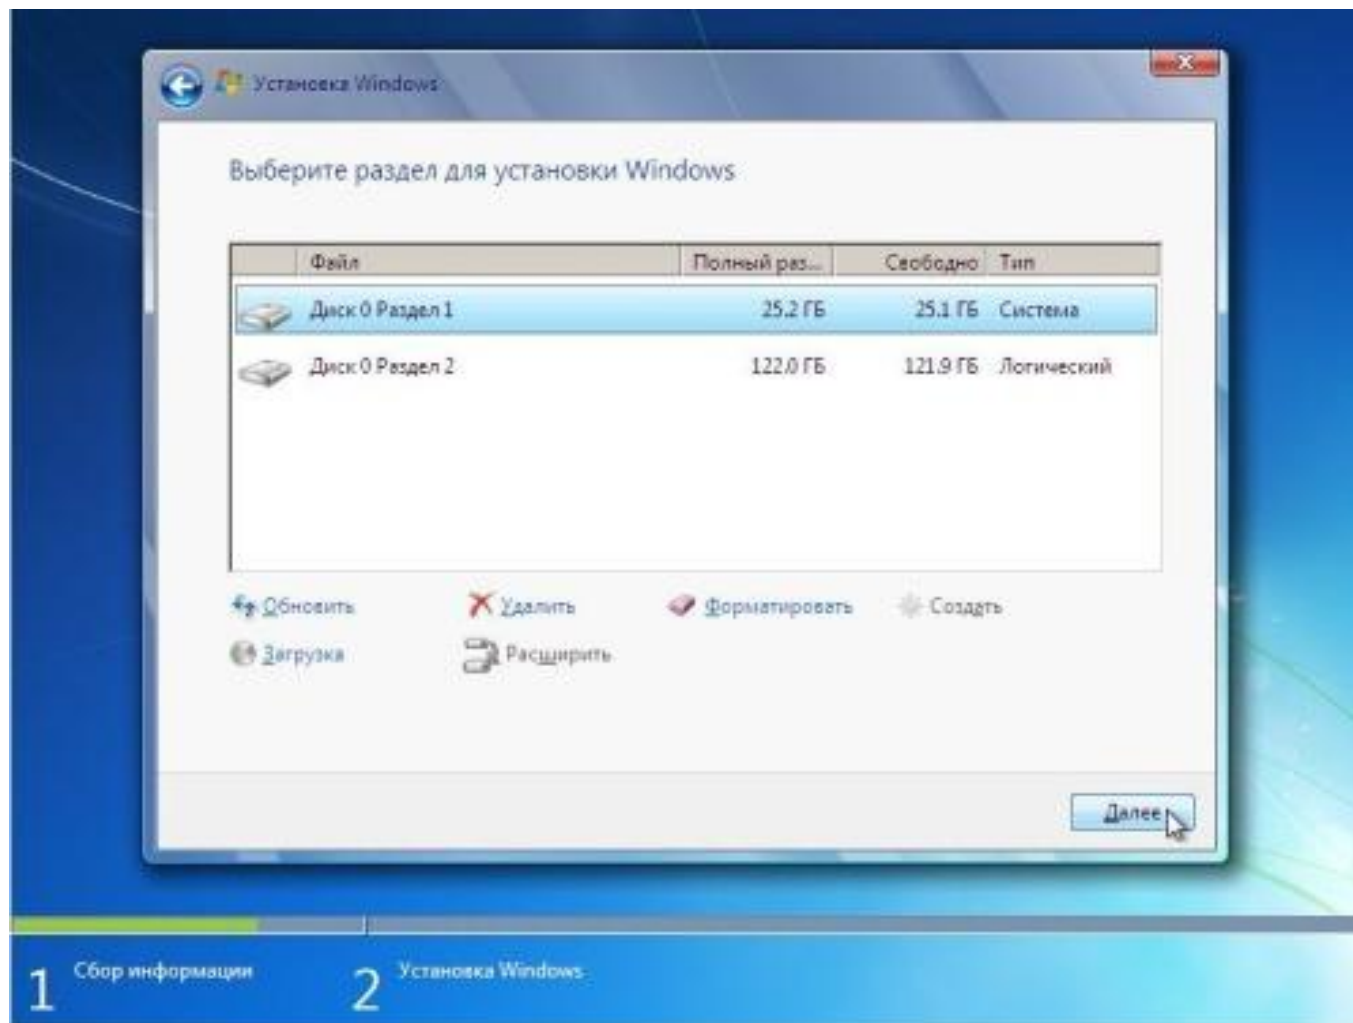 Установка Windows
Выберите раздел для установки Windows
Файл Полный раз... Свободно Тип
Диск 0 Раздел 1 25.2 ГБ 25.1 ГБ Система
Диск 0 Раздел 2 122.0 ГБ 121.9 ГБ Логический
Обновить Удалить Форматировать Создать
Загрузка Расширить
Далее
1 Сбор информации 2 Установка Windows